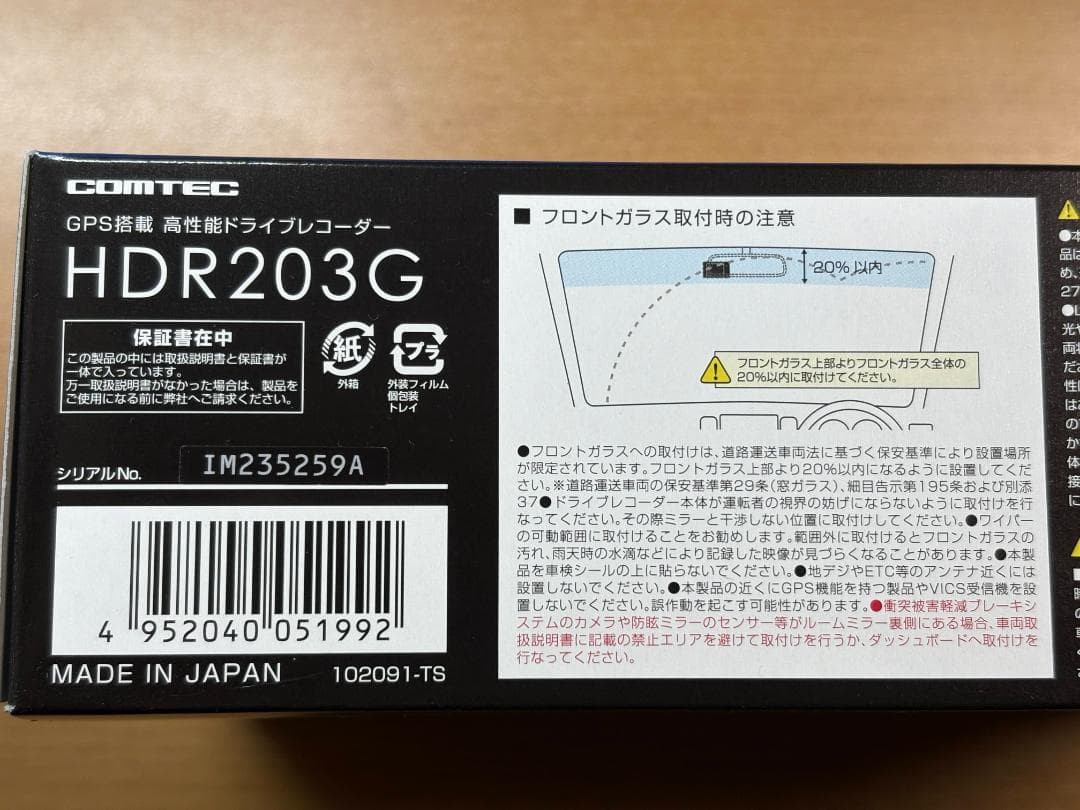 COMTEC
GPS搭載 高性能ドライブレコーダー
HDR203G
保証書在中
この製品の中には取扱説明書と保証書が
一体で入っています。
万一取扱説明書がなかった場合は、製品を
ご使用になる前に弊社へご請求ください。
紙
外箱
プラ
外装フィルム
個包装
トレイ
シリアルNo.
IM235259A
4 952040 051992
MADE IN JAPAN
102091-TS
■ フロントガラス取付時の注意
20% 以内
フロントガラス上部よりフロントガラス全体の
20%以内に取付けてください。
●フロントガラスへの取付けは、道路運送車両法に基づく保安基準により設置場所
が限定されています。フロントガラス上部より20%以内になるように設置してくだ
さい。※道路運送車両の保安基準第29条(窓ガラス)、細目告示第195条および別添
37●ドライブレコーダー本体が運転者の視界の妨げにならないように取付けを行
なってください。その際ミラーと干渉しない位置に取付けしてください。●ワイパー
の可動範囲に取付けることをお勧めします。範囲外に取付けるとフロントガラスの
汚れ、雨天時の水滴などにより記録した映像が見づらくなることがあります。●本製
品を車検シールの上に貼らないでください。●地デジやETC等のアンテナ近くには
設置しないでください。●本製品の近くにGPS機能を持つ製品やVICS受信機を設
置しないでください。誤作動を起こす可能性があります。●衝突被害軽減ブレーキシ
ステムのカメラや防眩ミラーのセンサー等がルームミラー裏側にある場合、車両取
扱説明書に記載の禁止エリアを避けて取付けを行うか、ダッシュボードへ取付けを
行なってください。